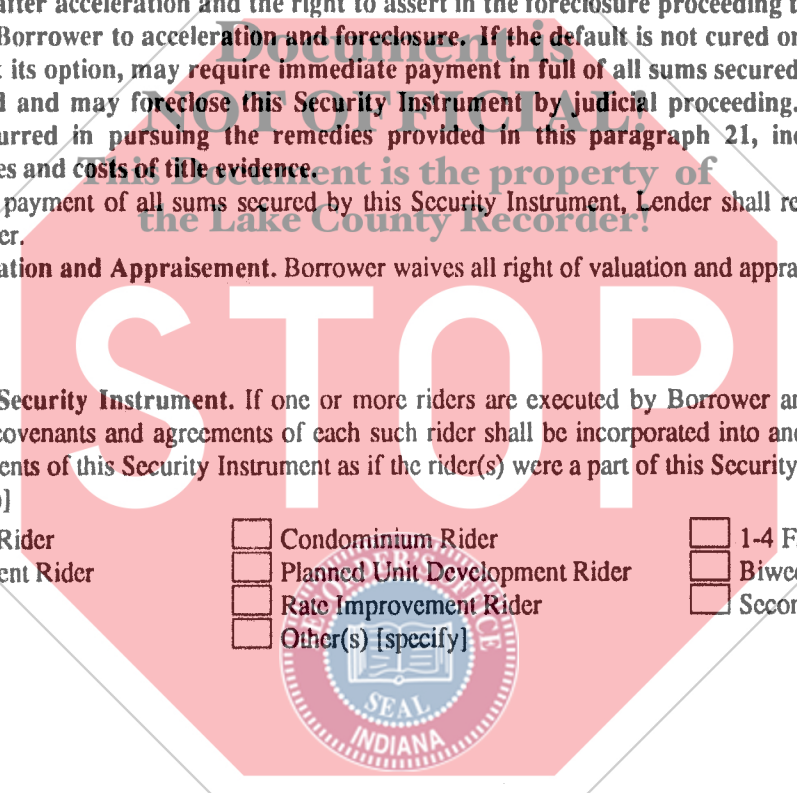 after acceleration and the right to assert in the foreclosure proceeding
Borrower to acceleration and foreclosure. If the default is not cured or
its option, may require immediate payment in full of all sums secured
and may foreclose this Security Instrument by judicial proceeding.
urred in pursuing the remedies provided in this paragraph 21, inc
es and costs of title evidence.
payment of all sums secured by this Security Instrument, Lender shall re
er.
ation and Appraisement. Borrower waives all right of valuation and appra
Security Instrument. If one or more riders are executed by Borrower an
covenants and agreements of each such rider shall be incorporated into and
ents of this Security Instrument as if the rider(s) were a part of this Security
)]
Rider Condominium Rider 1-4 F
ent Rider Planned Unit Development Rider Biwe
Rate Improvement Rider Secon
Other(s) [specify]
Document is
NOT OFFICIAL!
This Document is the property of
the Lake County Recorder!
STOP
RECORDER'S OFFICE
SEAL
INDIANA